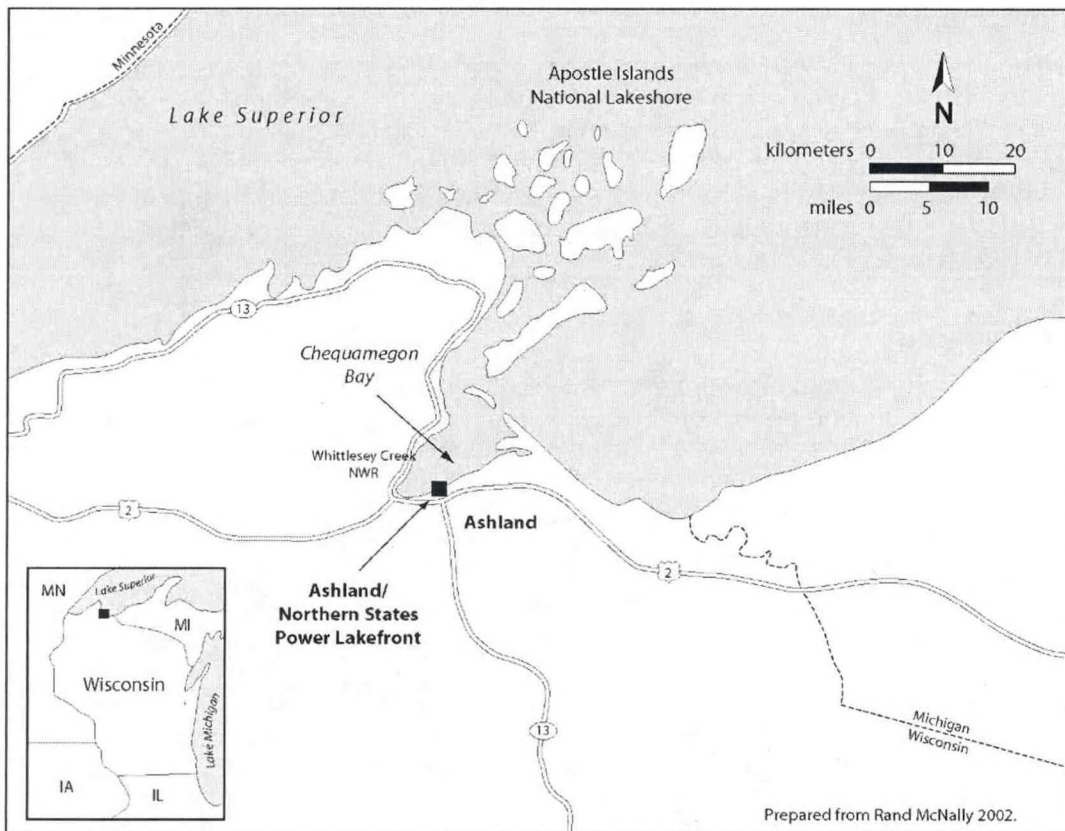 Minnesota
Lake Superior
Apostle Islands
National Lakeshore
N
kilometers 0 10 20
miles 0 5 10
13
Chequamegon
Bay
Whittlesey Creek
NWR
2
Ashland
2
Ashland/
Northern States
Power Lakefront
13
Michigan
Wisconsin
MN
Lake Superior
MI
Wisconsin
Lake Michigan
IA
IL
Prepared from Rand McNally 2002.